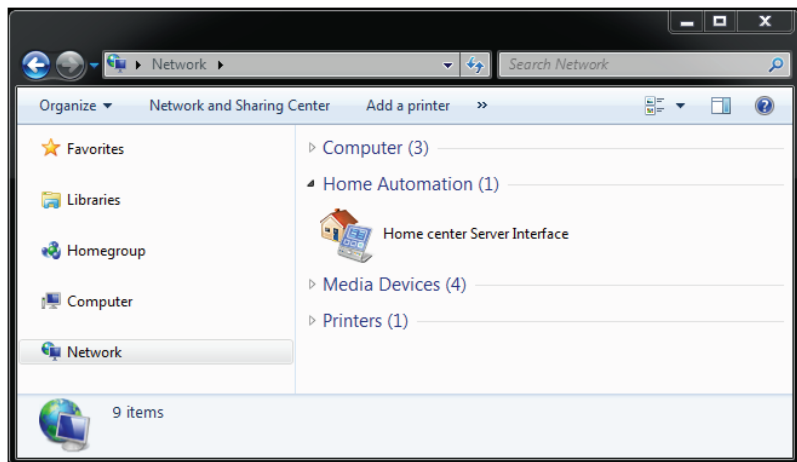 Network
Search Network
Organize Network and Sharing Center Add a printer »
Favorites
Libraries
Homegroup
Computer
Network
Computer (3)
Home Automation (1)
Home center Server Interface
Media Devices (4)
Printers (1)
9 items